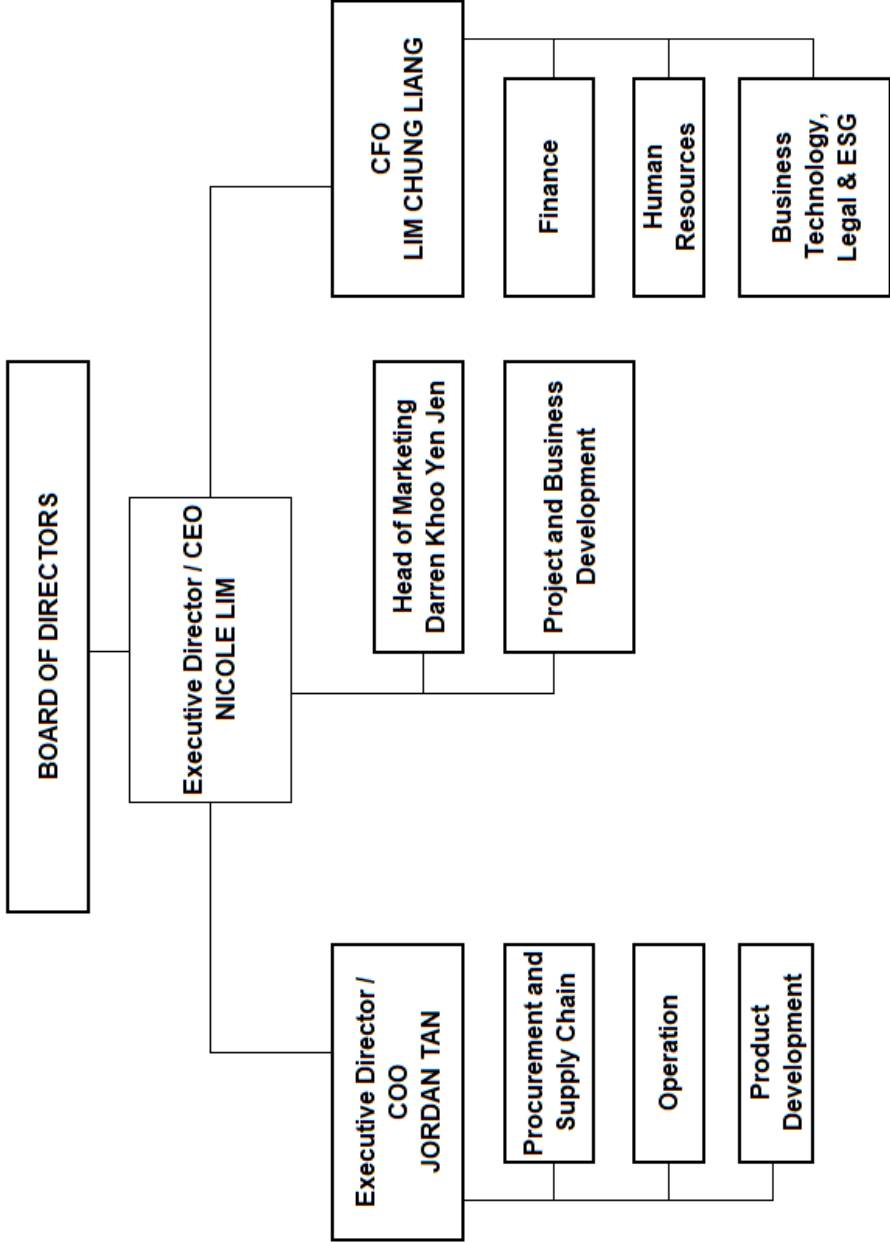 BOARD OF DIRECTORS
Executive Director / CEO
NICOLE LIM
Executive Director /
COO
JORDAN TAN
Procurement and
Supply Chain
Operation
Product
Development
Head of Marketing
Darren Khoo Yen Jen
Project and Business
Development
CFO
LIM CHUNG LIANG
Finance
Human
Resources
Business
Technology,
Legal & ESG